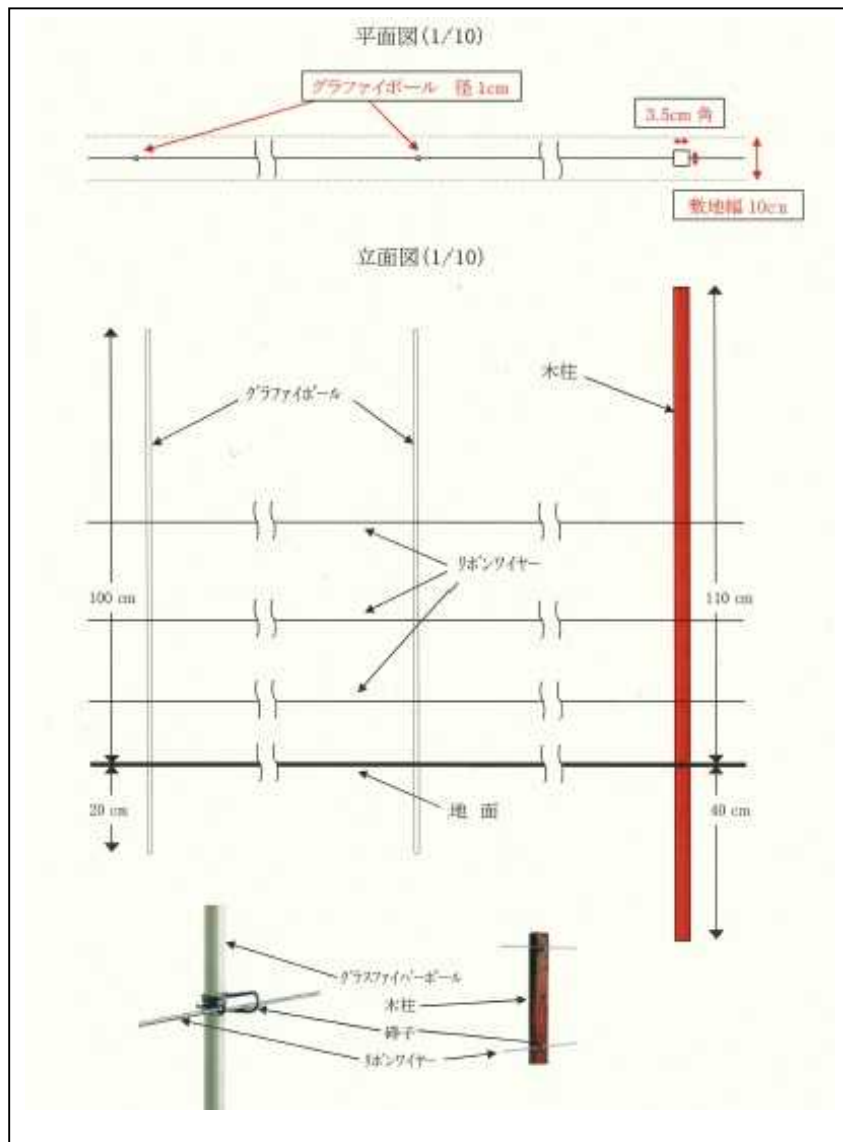 平面図(1/10)
グラファイポール 径1cm
3.5cm 角
敷地幅 10cm
立面図(1/10)
木柱
グラファイポール
リボンワイヤー
100 cm
110 cm
20 cm
地 面
40 cm
グラスファイバーポール
木柱
碍子
リボンワイヤー